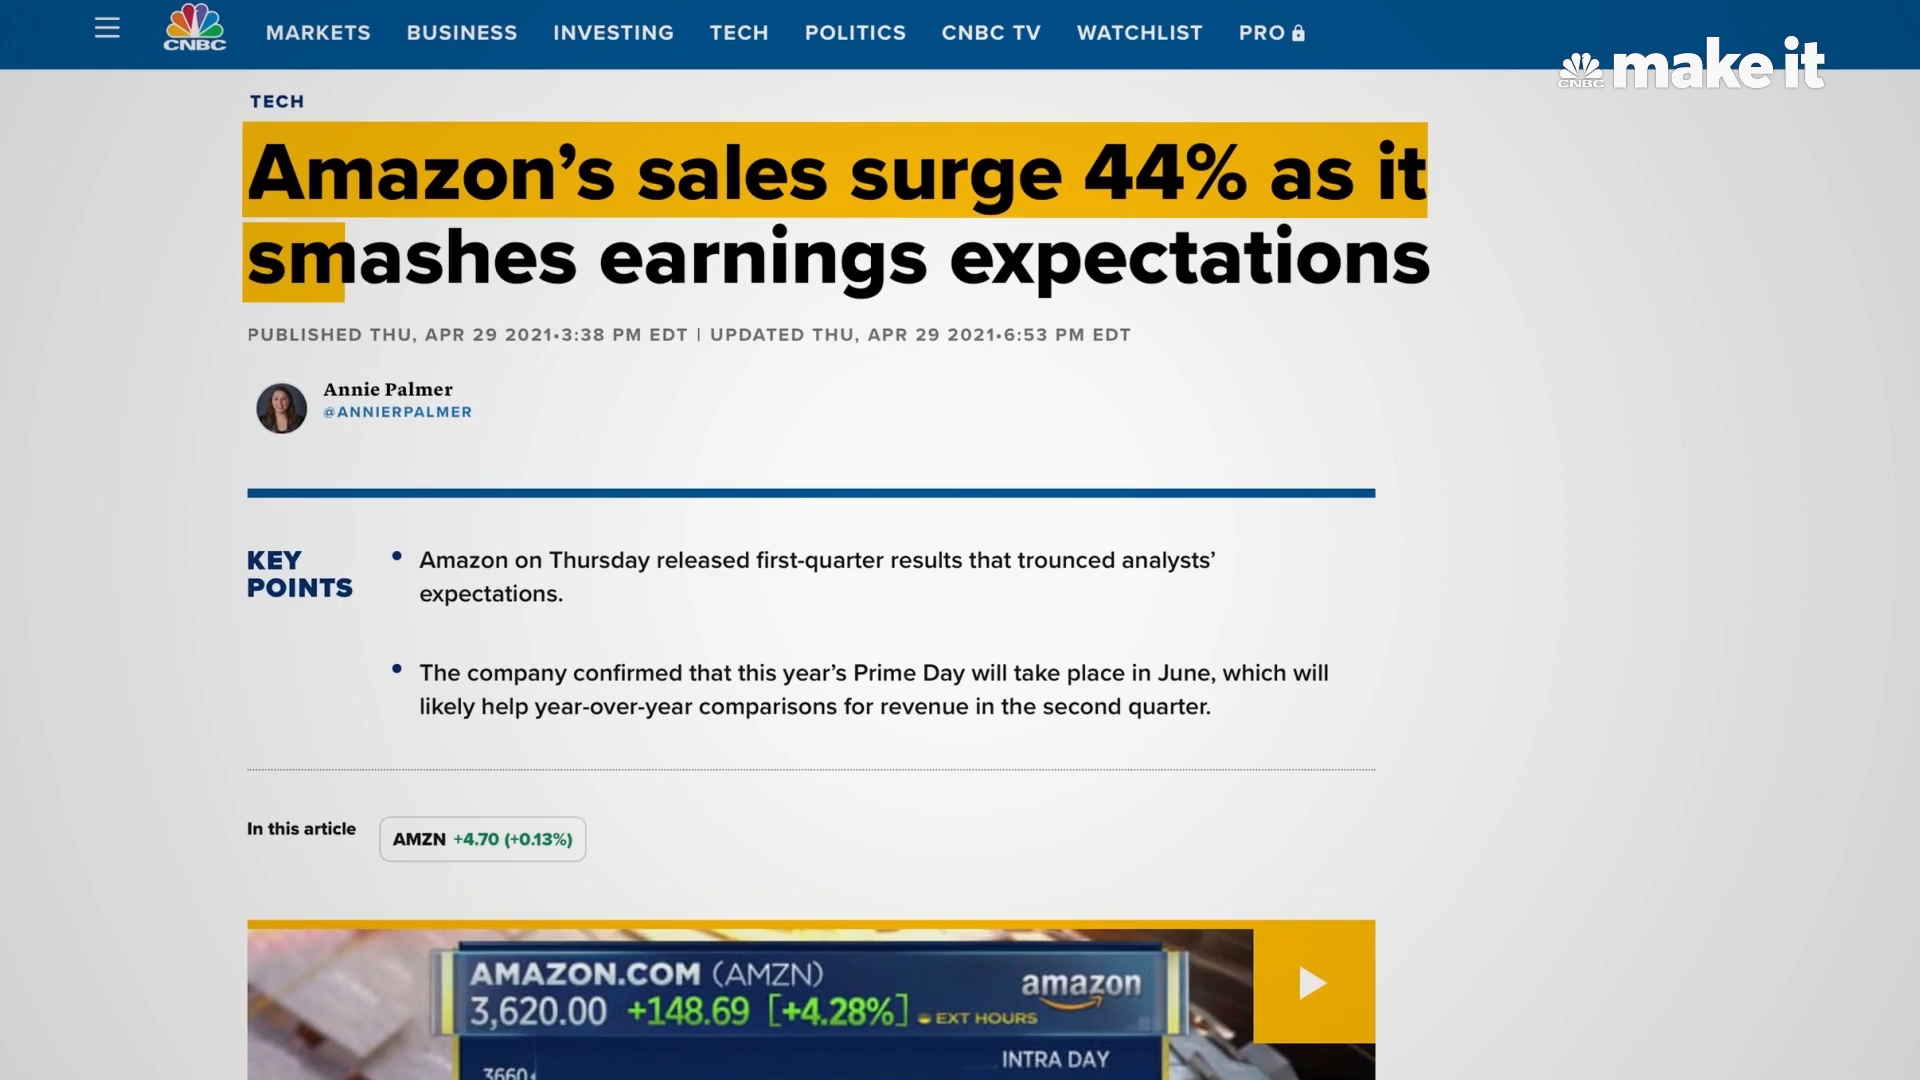 CNBC
MARKETS BUSINESS INVESTING TECH POLITICS CNBC TV WATCHLIST PRO
CNBC make it
TECH
Amazon’s sales surge 44% as it
smashes earnings expectations
PUBLISHED THU, APR 29 2021•3:38 PM EDT | UPDATED THU, APR 29 2021•6:53 PM EDT
Annie Palmer
@ANNIERPALMER
KEY
POINTS
• Amazon on Thursday released first-quarter results that trounced analysts’
expectations.
• The company confirmed that this year’s Prime Day will take place in June, which will
likely help year-over-year comparisons for revenue in the second quarter.
In this article
AMZN +4.70 (+0.13%)
AMAZON.COM (AMZN)
amazon
3,620.00 +148.69 [+4.28%] EXT HOURS
INTRA DAY
3660